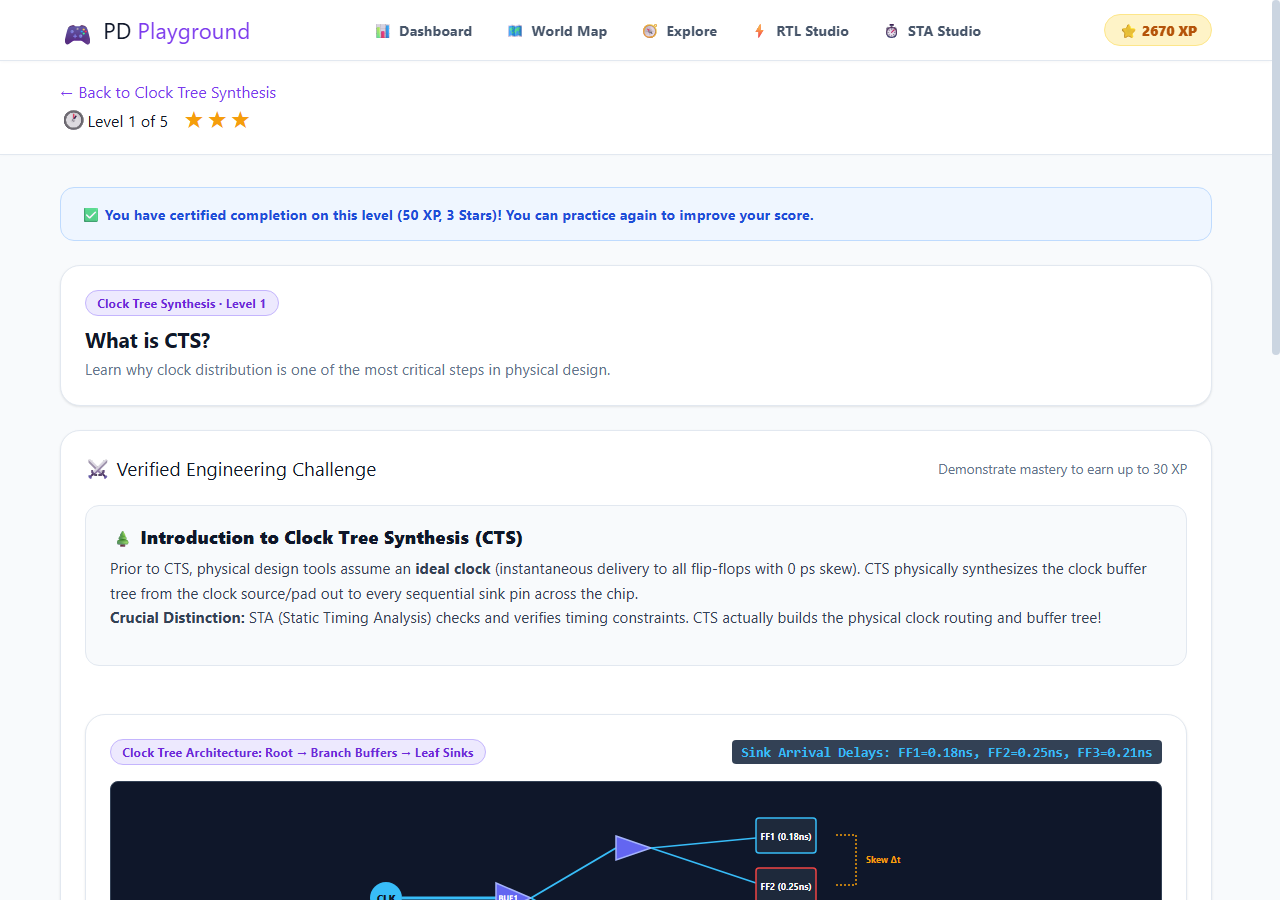 PD Playground
Dashboard
World Map
Explore
RTL Studio
STA Studio
2670 XP
← Back to Clock Tree Synthesis
Level 1 of 5
You have certified completion on this level (50 XP, 3 Stars)! You can practice again to improve your score.
Clock Tree Synthesis · Level 1
What is CTS?
Learn why clock distribution is one of the most critical steps in physical design.
Verified Engineering Challenge
Demonstrate mastery to earn up to 30 XP
Introduction to Clock Tree Synthesis (CTS)
Prior to CTS, physical design tools assume an ideal clock (instantaneous delivery to all flip-flops with 0 ps skew). CTS physically synthesizes the clock buffer
tree from the clock source/pad out to every sequential sink pin across the chip.
Crucial Distinction: STA (Static Timing Analysis) checks and verifies timing constraints. CTS actually builds the physical clock routing and buffer tree!
Clock Tree Architecture: Root → Branch Buffers → Leaf Sinks
Sink Arrival Delays: FF1=0.18ns, FF2=0.25ns, FF3=0.21ns
FF1 (0.18ns)
Skew Δt
FF2 (0.25ns)
CLK
BUF1